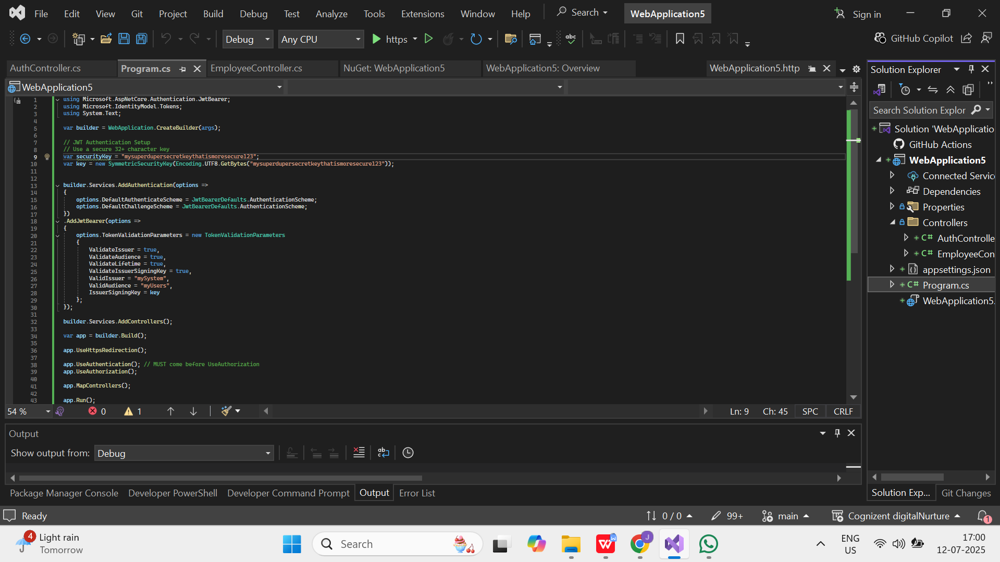 File Edit View Git Project Build Debug Test Analyze Tools Extensions Window Help Search WebApplication5 Sign in
Debug Any CPU https abc GitHub Copilot
AuthController.cs Program.cs EmployeeController.cs NuGet: WebApplication5 WebApplication5: Overview WebApplication5.http
WebApplication5
1 using Microsoft.AspNetCore.Authentication.JwtBearer;
2 using Microsoft.IdentityModel.Tokens;
3 using System.Text;
4
5 var builder = WebApplication.CreateBuilder(args);
6
7 // JWT Authentication Setup
8 // Use a secure 32+ character key
9 var securityKey = "mysuperdupersecretkeythatismoresecure123";
10 var key = new SymmetricSecurityKey(Encoding.UTF8.GetBytes("mysuperdupersecretkeythatismoresecure123"));
11
12
13 builder.Services.AddAuthentication(options =>
14 {
15 options.DefaultAuthenticateScheme = JwtBearerDefaults.AuthenticationScheme;
16 options.DefaultChallengeScheme = JwtBearerDefaults.AuthenticationScheme;
17 })
18 .AddJwtBearer(options =>
19 {
20 options.TokenValidationParameters = new TokenValidationParameters
21 {
22 ValidateIssuer = true,
23 ValidateAudience = true,
24 ValidateLifetime = true,
25 ValidateIssuerSigningKey = true,
26 ValidIssuer = "mySystem",
27 ValidAudience = "myUsers",
28 IssuerSigningKey = key
29 };
30 });
31
32 builder.Services.AddControllers();
33
34 var app = builder.Build();
35
36 app.UseHttpsRedirection();
37
38 app.UseAuthentication(); // MUST come before UseAuthorization
39 app.UseAuthorization();
40
41 app.MapControllers();
42
43 app.Run();
54 % 0 1 Ln: 9 Ch: 45 SPC CRLF
Output
Show output from: Debug
Package Manager Console Developer PowerShell Developer Command Prompt Output Error List
Solution Explorer
Search Solution Explor
Solution 'WebApplicatio
GitHub Actions
WebApplication5
Connected Servic
Dependencies
Properties
Controllers
C# AuthControlle
C# EmployeeCon
appsettings.json
C# Program.cs
WebApplication5.
Solution Exp... Git Changes
Ready 0 / 0 99+ main Cognizent digitalNurture 1
4 Light rain
Tomorrow
Search
W
J
ENG
US
17:00
12-07-2025